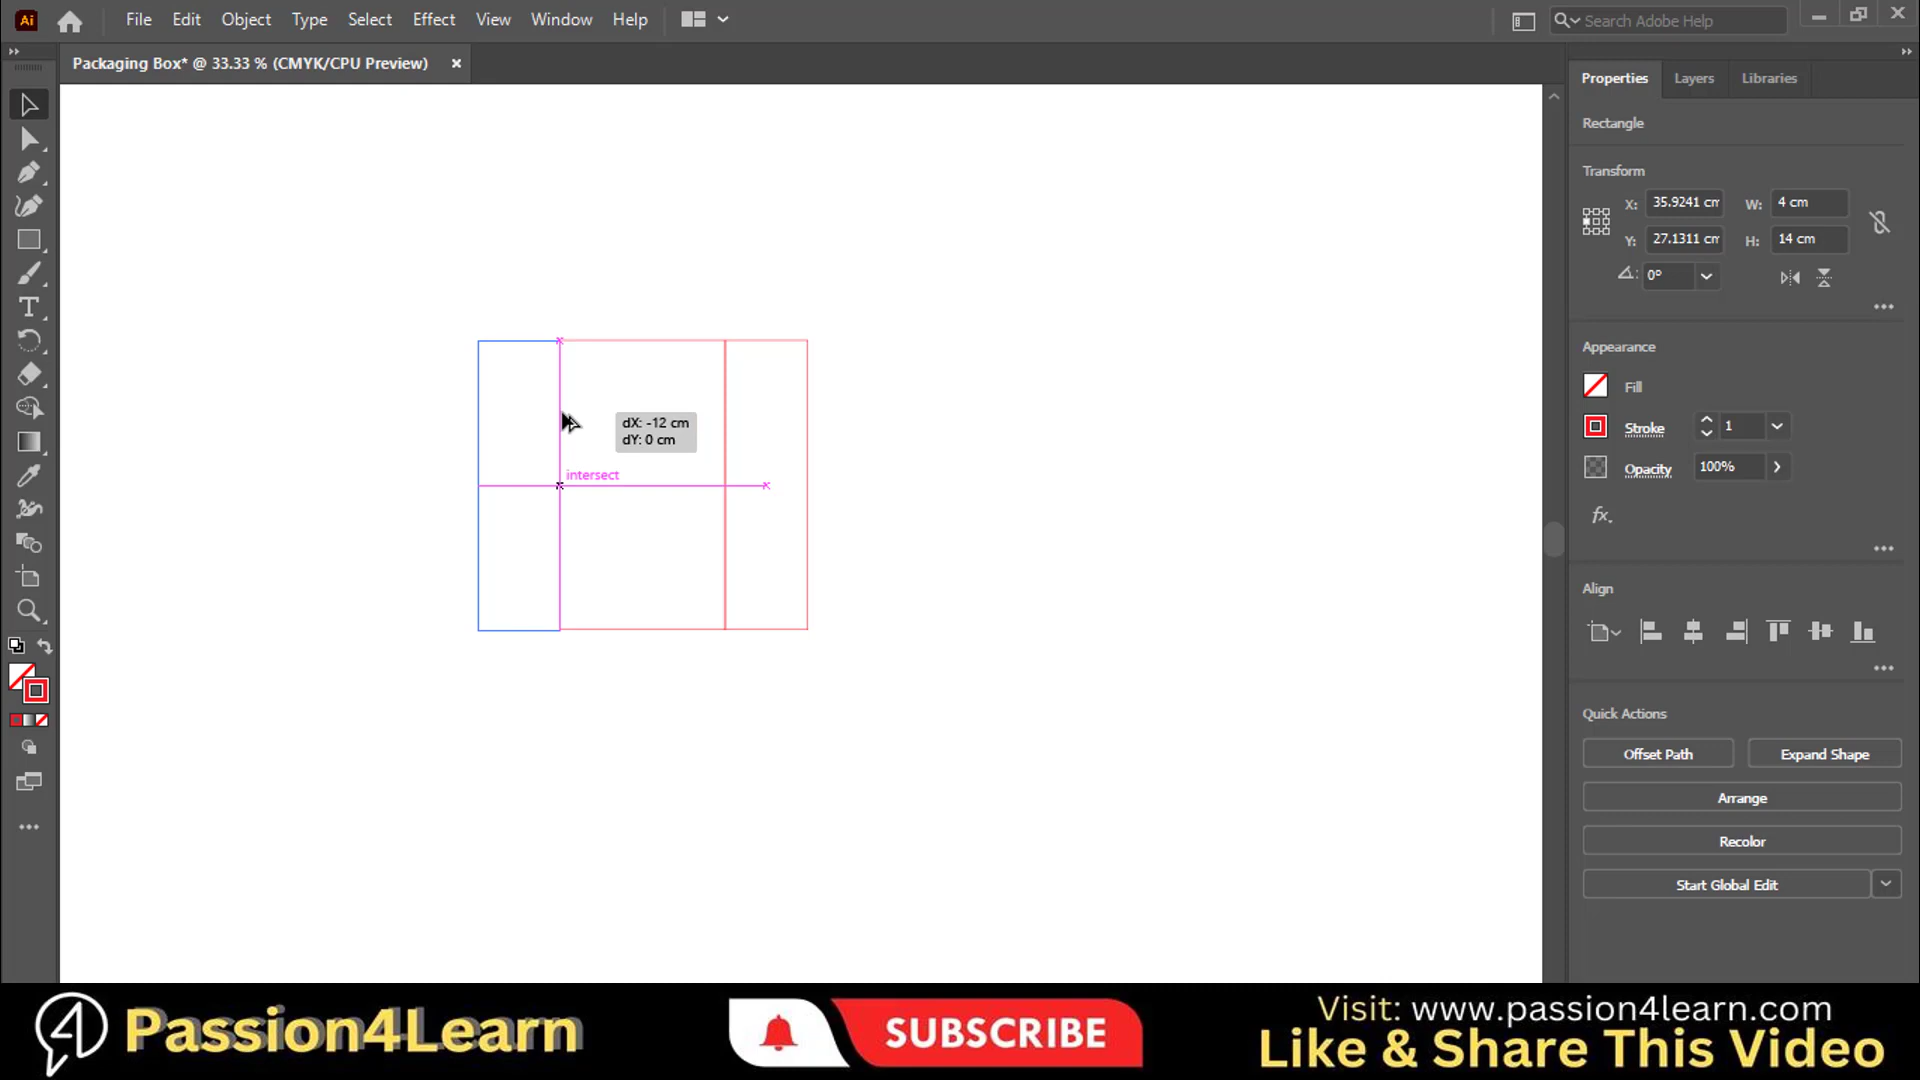 Ai File Edit Object Type Select Effect View Window Help Search Adobe Help
Packaging Box* @ 33.33 % (CMYK/CPU Preview) ×
Properties Layers Libraries
Rectangle
Transform
X: 35.9241 cm W: 4 cm
Y: 27.1311 cm H: 14 cm
0°
Appearance
Fill
Stroke 1
Opacity 100%
fx.
Align
Quick Actions
Offset Path Expand Shape
Arrange
Recolor
Start Global Edit
dX: -12 cm
dY: 0 cm
intersect
Passion4Learn
SUBSCRIBE
Visit: www.passion4learn.com
Like & Share This Video